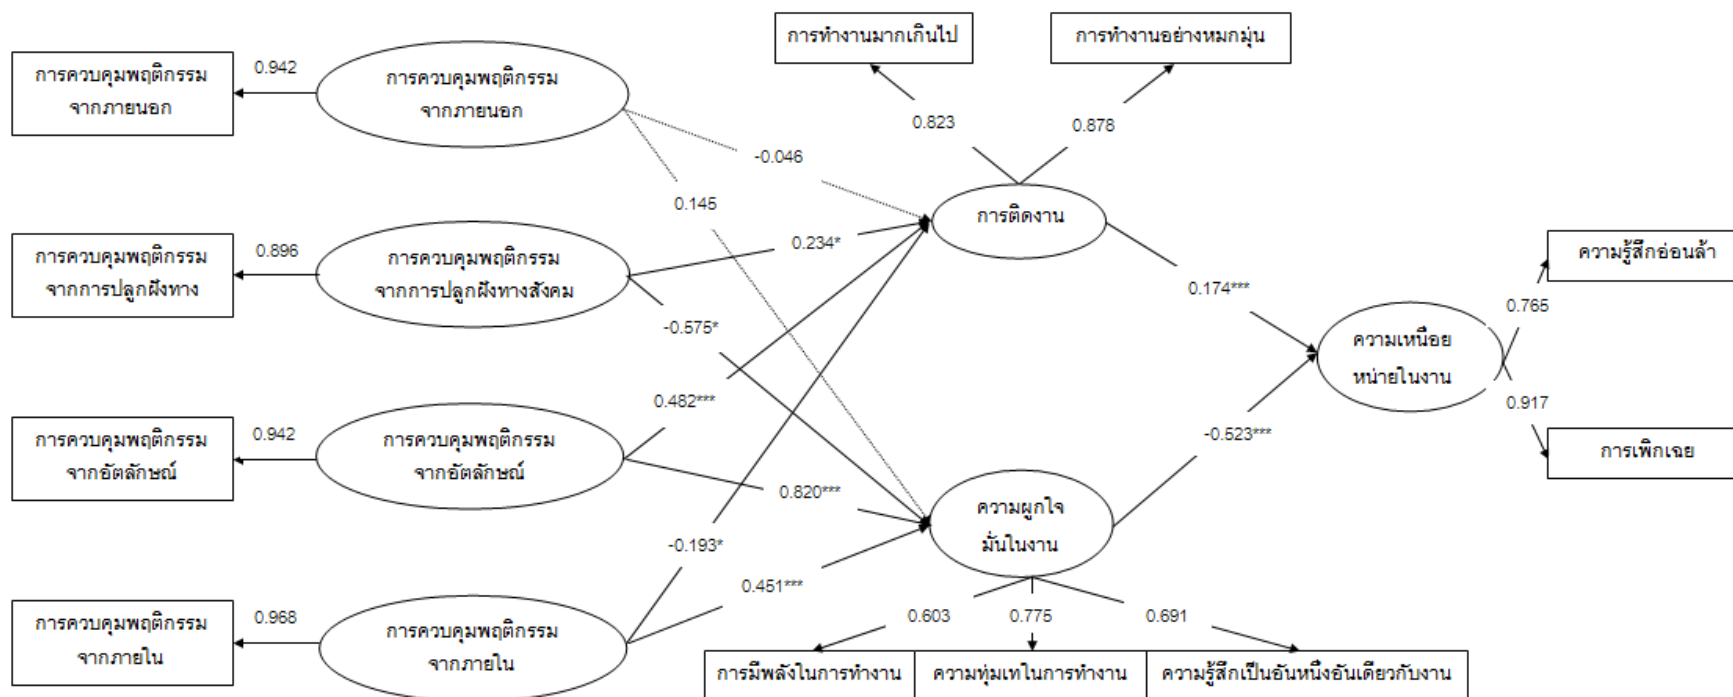 การทำงานมากเกินไป
การทำงานอย่างหมกมุ่น
การควบคุมพฤติกรรม
จากภายนอก
0.942
การควบคุมพฤติกรรม
จากภายนอก
0.823
0.878
-0.046
0.145
การติดงาน
การควบคุมพฤติกรรม
จากการปลูกฝังทาง
0.896
การควบคุมพฤติกรรม
จากการปลูกฝังทางสังคม
0.234*
-0.575*
0.174***
ความรู้สึกอ่อนล้า
0.765
ความเหนื่อย
หน่ายในงาน
0.917
การเพิกเฉย
การควบคุมพฤติกรรม
จากอัตลักษณ์
0.942
การควบคุมพฤติกรรม
จากอัตลักษณ์
0.482***
0.820***
-0.523***
ความผูกใจ
มั่นในงาน
-0.193*
0.451***
การควบคุมพฤติกรรม
จากภายใน
0.968
การควบคุมพฤติกรรม
จากภายใน
0.603
0.775
0.691
การมีพลังในการทำงาน
ความทุ่มเทในการทำงาน
ความรู้สึกเป็นอันหนึ่งอันเดียวกับงาน